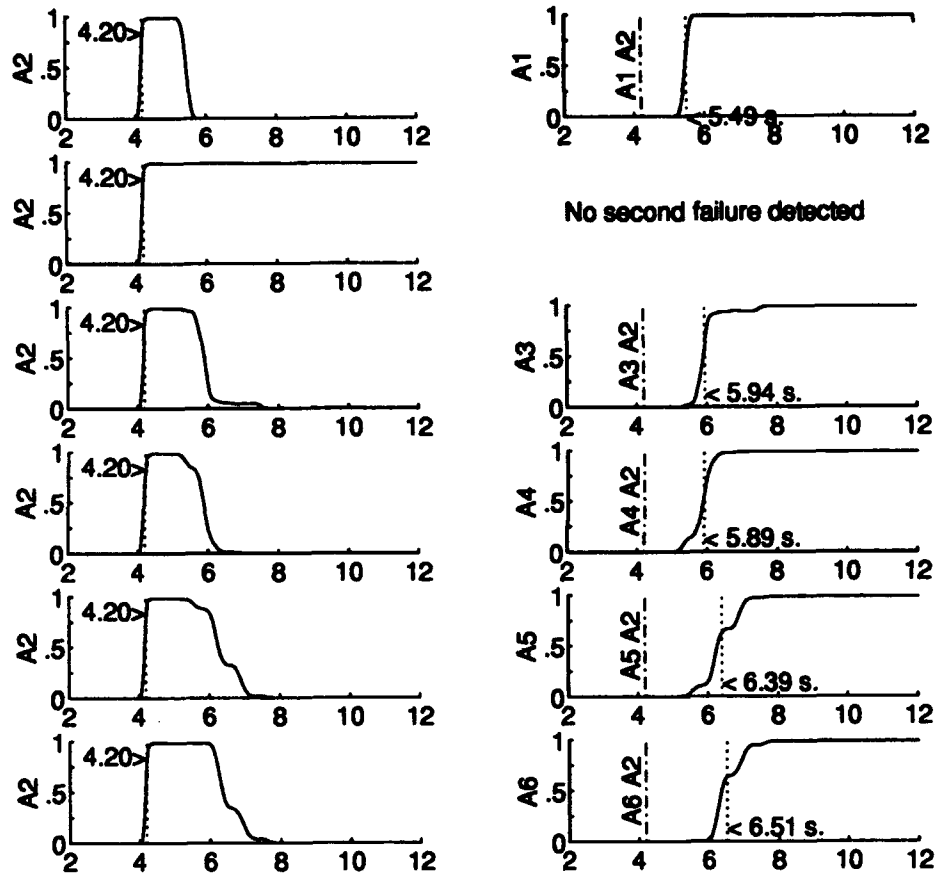 1
4.20>
A2
.5
0
2 4 6 8 10 12
1
A1
.5
0
A1 A2
< 5.49 s.
2 4 6 8 10 12
1
4.20>
A2
.5
0
2 4 6 8 10 12
No second failure detected
1
4.20>
A2
.5
0
2 4 6 8 10 12
1
A3
.5
0
A3 A2
< 5.94 s.
2 4 6 8 10 12
1
4.20>
A2
.5
0
2 4 6 8 10 12
1
A4
.5
0
A4 A2
< 5.89 s.
2 4 6 8 10 12
1
4.20>
A2
.5
0
2 4 6 8 10 12
1
A5
.5
0
A5 A2
< 6.39 s.
2 4 6 8 10 12
1
4.20>
A2
.5
0
2 4 6 8 10 12
1
A6
.5
0
A6 A2
< 6.51 s.
2 4 6 8 10 12